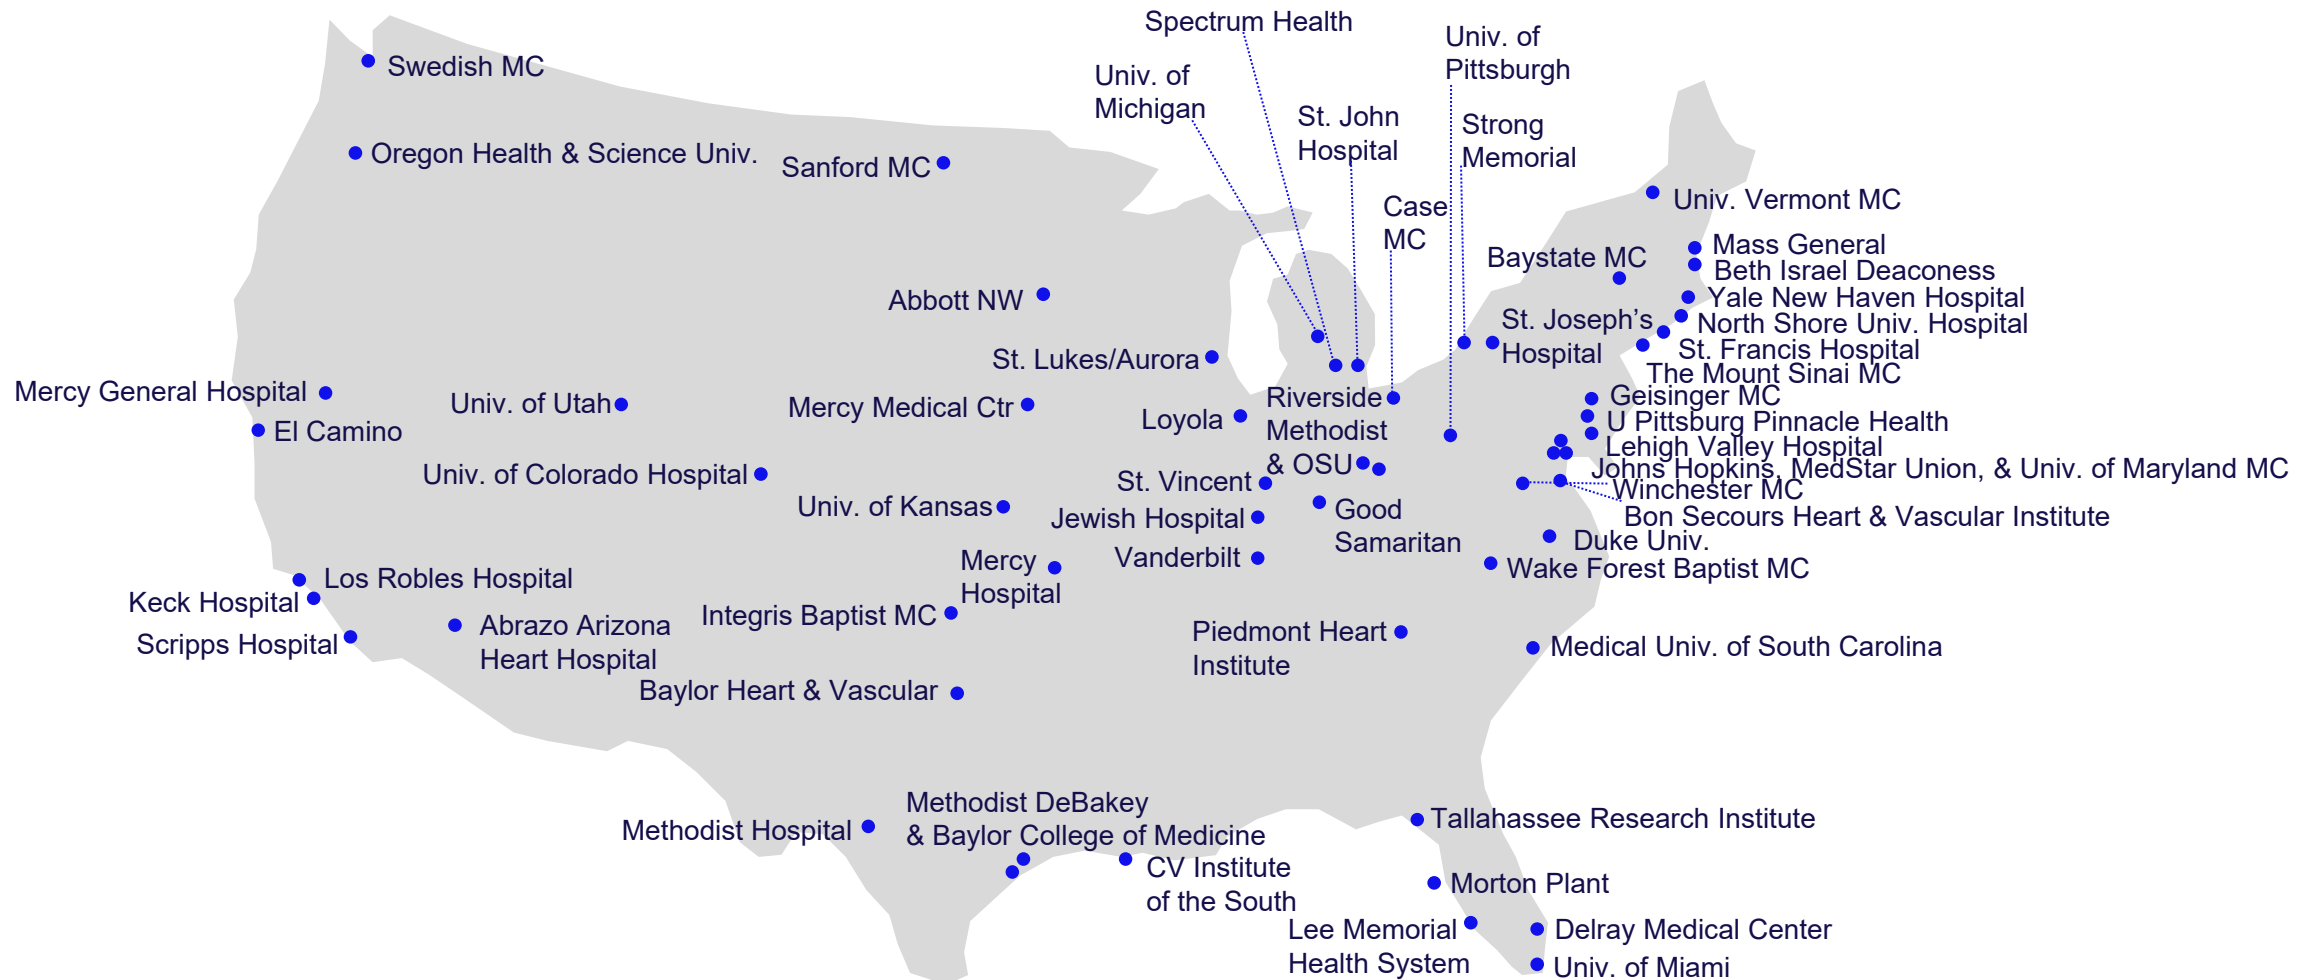 Spectrum Health
Univ. of
Pittsburgh
Swedish MC
Univ. of
Michigan
St. John
Hospital
Strong
Memorial
Oregon Health & Science Univ.
Sanford MC
Univ. Vermont MC
Case
MC
Mass General
Baystate MC
Beth Israel Deaconess
Abbott NW
Yale New Haven Hospital
St. Joseph’s
Hospital
North Shore Univ. Hospital
St. Lukes/Aurora
St. Francis Hospital
The Mount Sinai MC
Mercy General Hospital
Univ. of Utah
Mercy Medical Ctr
Riverside
Methodist
& OSU
Geisinger MC
Loyola
U Pittsburg Pinnacle Health
El Camino
Lehigh Valley Hospital
Johns Hopkins, MedStar Union, & Univ. of Maryland MC
Univ. of Colorado Hospital
St. Vincent
Winchester MC
Univ. of Kansas
Jewish Hospital
Good
Samaritan
Bon Secours Heart & Vascular Institute
Duke Univ.
Vanderbilt
Mercy
Hospital
Wake Forest Baptist MC
Los Robles Hospital
Keck Hospital
Integris Baptist MC
Abrazo Arizona
Heart Hospital
Scripps Hospital
Piedmont Heart
Institute
Medical Univ. of South Carolina
Baylor Heart & Vascular
Methodist DeBakey
& Baylor College of Medicine
Methodist Hospital
Tallahassee Research Institute
CV Institute
of the South
Morton Plant
Lee Memorial
Health System
Delray Medical Center
Univ. of Miami